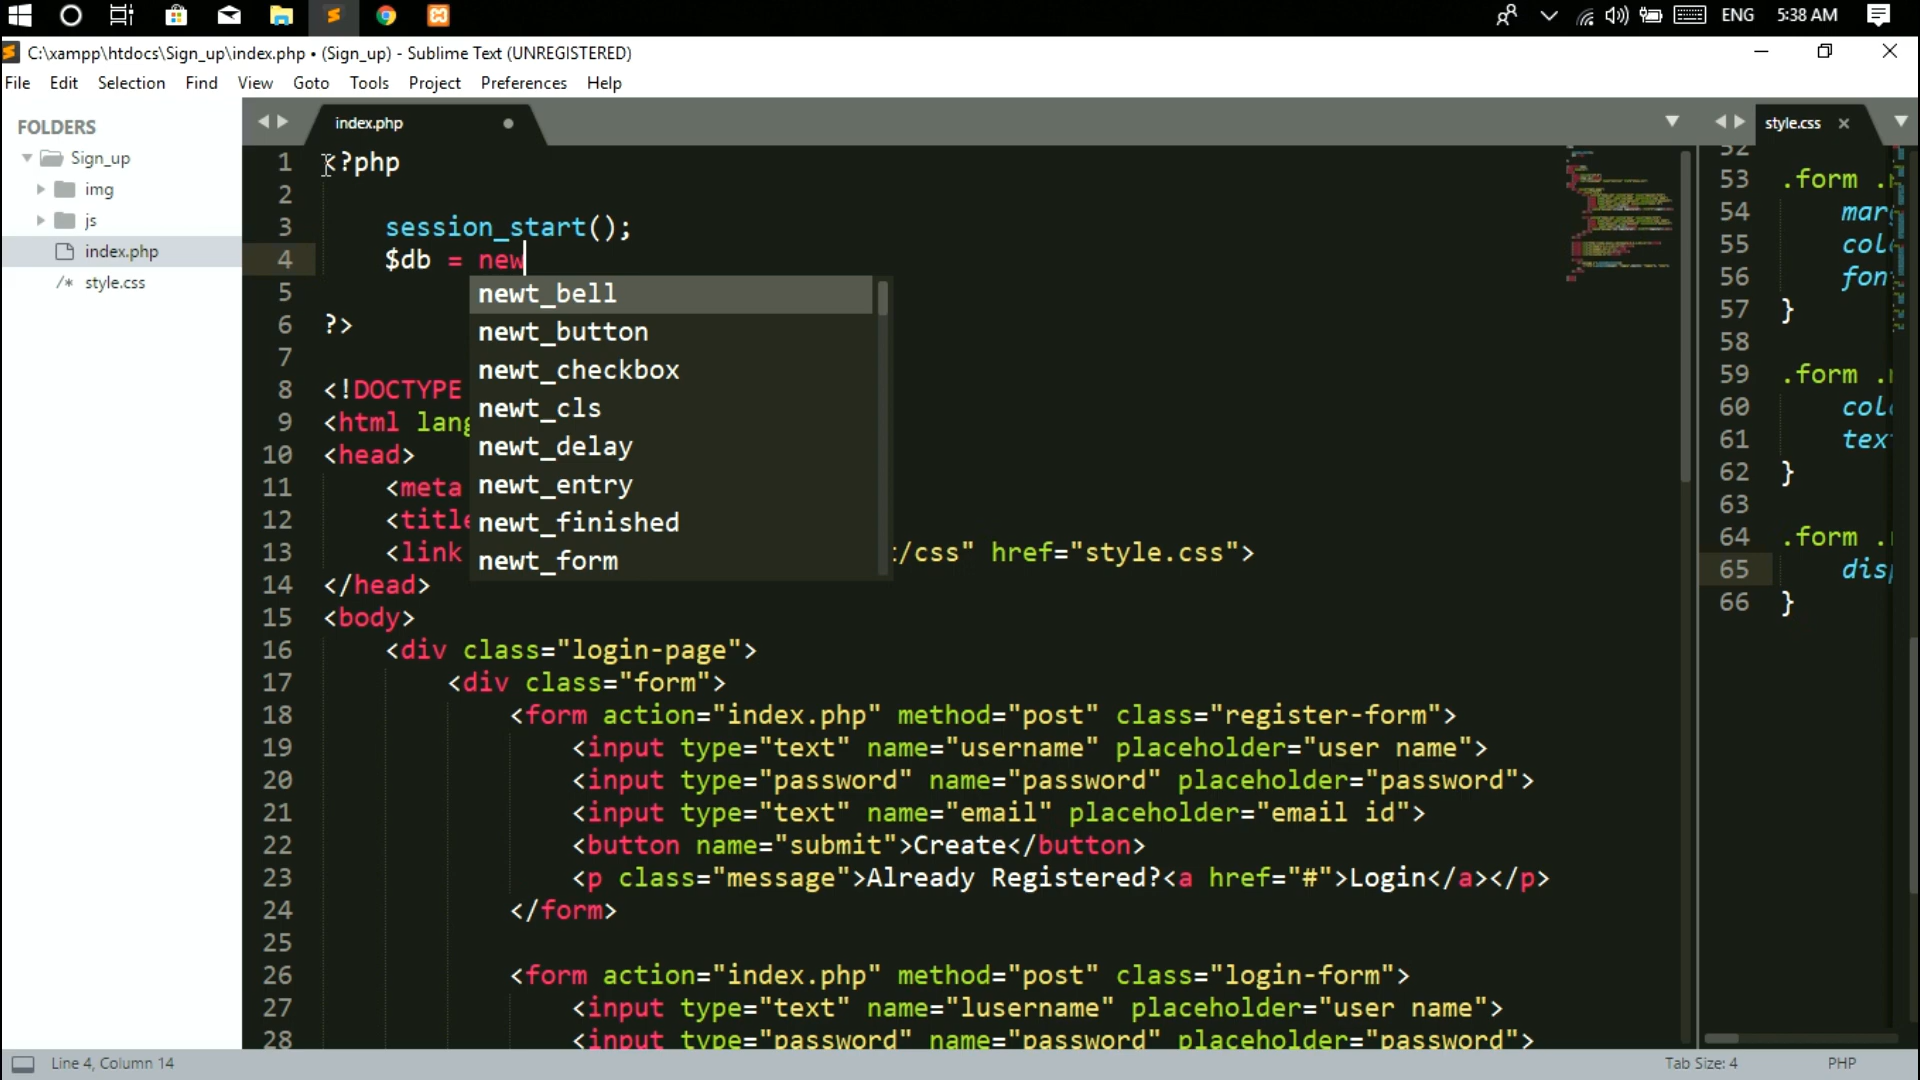 ENG
5:38 AM
C:\xampp\htdocs\Sign_up\index.php • (Sign_up) - Sublime Text (UNREGISTERED)
File Edit Selection Find View Goto Tools Project Preferences Help
FOLDERS
Sign_up
img
js
index.php
/* style.css
index.php
1 <?php
2
3 session_start();
4 $db = new
5
6 ?>
7
8 <!DOCTYPE
9 <html lang
10 <head>
11 <meta
12 <title
13 <link /css" href="style.css">
14 </head>
15 <body>
16 <div class="login-page">
17 <div class="form">
18 <form action="index.php" method="post" class="register-form">
19 <input type="text" name="username" placeholder="user name">
20 <input type="password" name="password" placeholder="password">
21 <input type="text" name="email" placeholder="email id">
22 <button name="submit">Create</button>
23 <p class="message">Already Registered?<a href="#">Login</a></p>
24 </form>
25
26 <form action="index.php" method="post" class="login-form">
27 <input type="text" name="lusername" placeholder="user name">
28 <input type="password" name="password" placeholder="password">
newt_bell
newt_button
newt_checkbox
newt_cls
newt_delay
newt_entry
newt_finished
newt_form
style.css
52
53 .form .
54 mar
55 col
56 fon
57 }
58
59 .form .
60 col
61 tex
62 }
63
64 .form .
65 dis
66 }
Line 4, Column 14
Tab Size: 4
PHP